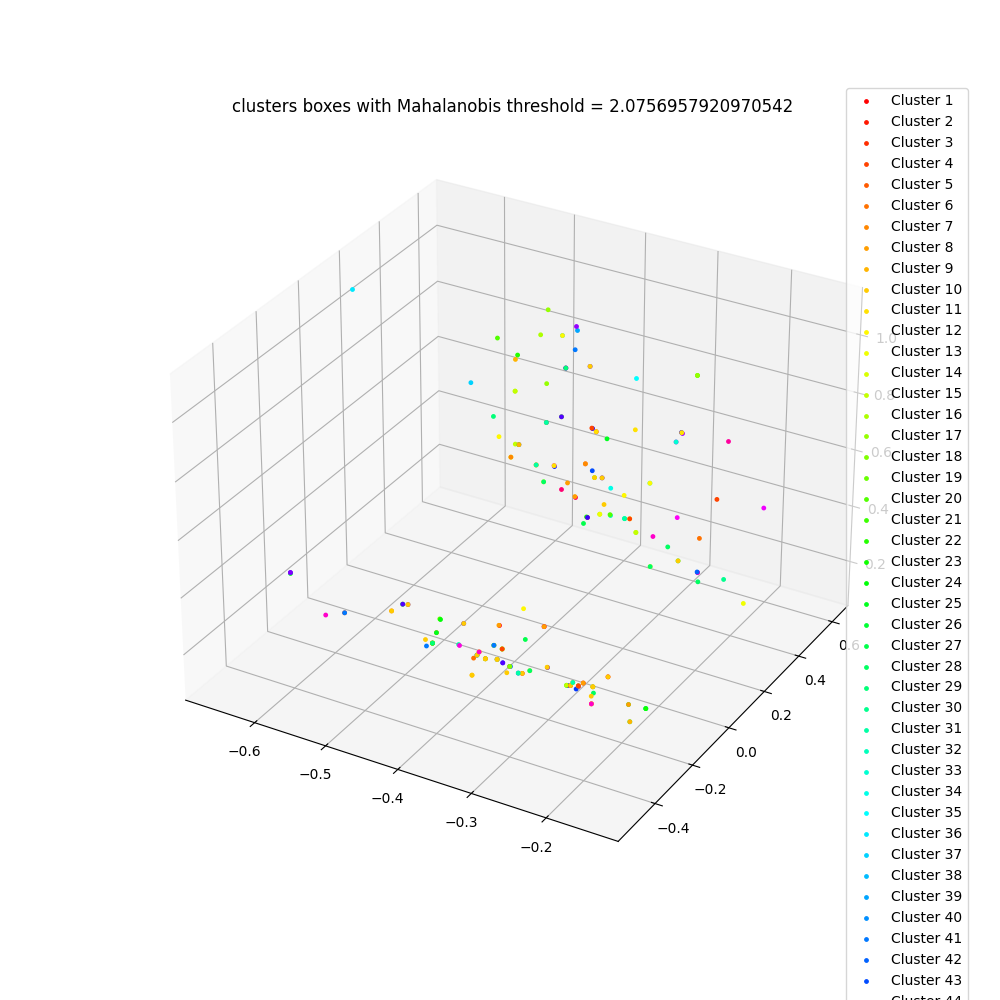 clusters boxes with Mahalanobis threshold = 2.0756957920970542
Cluster 1
Cluster 2
Cluster 3
Cluster 4
Cluster 5
Cluster 6
Cluster 7
Cluster 8
Cluster 9
Cluster 10
Cluster 11
Cluster 12
Cluster 13
Cluster 14
Cluster 15
Cluster 16
Cluster 17
Cluster 18
Cluster 19
Cluster 20
Cluster 21
Cluster 22
Cluster 23
Cluster 24
Cluster 25
Cluster 26
Cluster 27
Cluster 28
Cluster 29
Cluster 30
Cluster 31
Cluster 32
Cluster 33
Cluster 34
Cluster 35
Cluster 36
Cluster 37
Cluster 38
Cluster 39
Cluster 40
Cluster 41
Cluster 42
Cluster 43
Cluster 44
1.0
0.8
0.6
0.4
0.2
0.6
0.4
0.2
0.0
−0.2
−0.4
−0.6
−0.5
−0.4
−0.3
−0.2